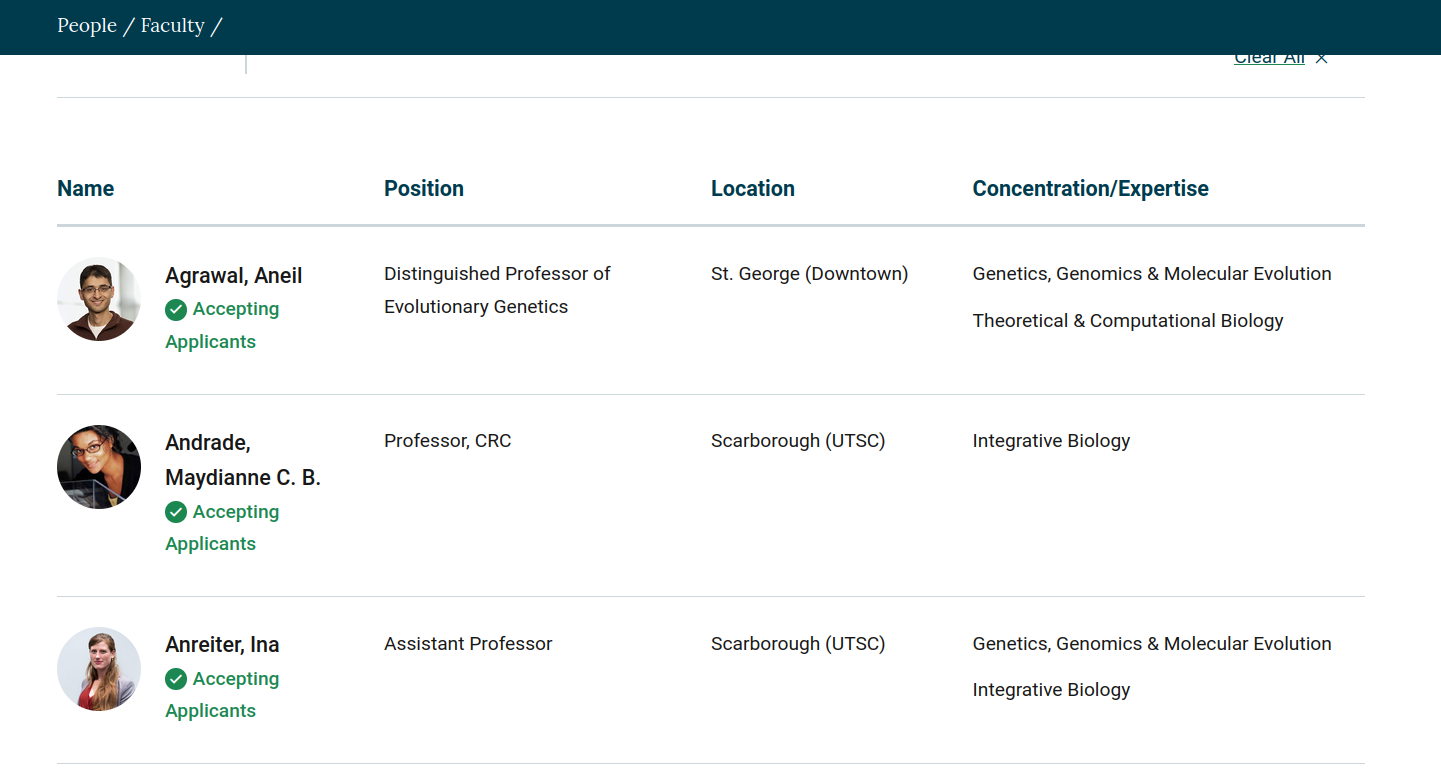 People / Faculty /
Clear All ×
Name Position Location Concentration/Expertise
Agrawal, Aneil
Accepting
Applicants
Distinguished Professor of
Evolutionary Genetics
St. George (Downtown)
Genetics, Genomics & Molecular Evolution
Theoretical & Computational Biology
Andrade,
Maydianne C. B.
Accepting
Applicants
Professor, CRC
Scarborough (UTSC)
Integrative Biology
Anreiter, Ina
Accepting
Applicants
Assistant Professor
Scarborough (UTSC)
Genetics, Genomics & Molecular Evolution
Integrative Biology